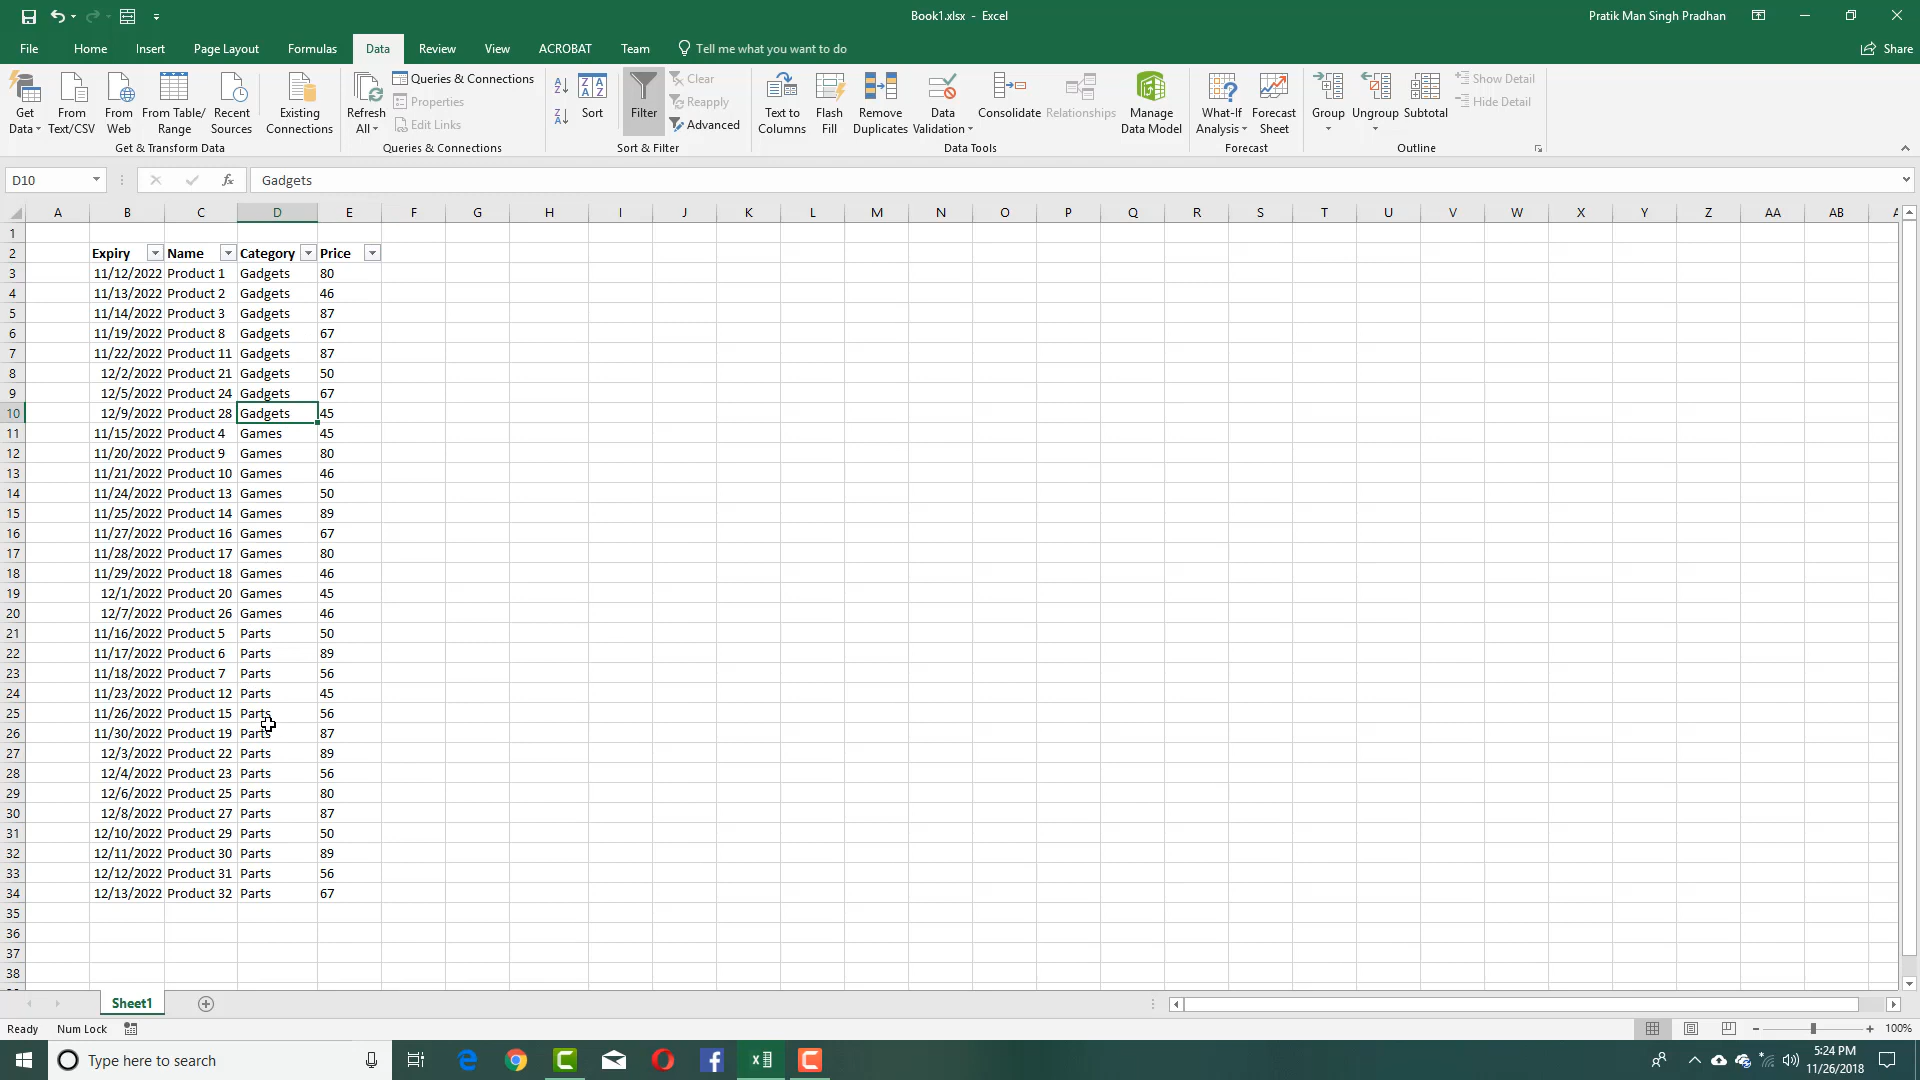 Book1.xlsx - Excel
Pratik Man Singh Pradhan
File Home Insert Page Layout Formulas Data Review View ACROBAT Team Tell me what you want to do Share
Get Data
From Text/CSV
From Web
From Table/ Range
Recent Sources
Existing Connections
Get & Transform Data
Refresh All
Queries & Connections
Properties
Edit Links
Queries & Connections
Sort
Filter
Clear
Reapply
Advanced
Sort & Filter
Text to Columns
Flash Fill
Remove Duplicates
Data Validation
Consolidate
Relationships
Manage Data Model
Data Tools
What-If Analysis
Forecast Sheet
Forecast
Group
Ungroup
Subtotal
Show Detail
Hide Detail
Outline
D10 fx Gadgets
A B C D E F G H I J K L M N O P Q R S T U V W X Y Z AA AB
1
2 Expiry Name Category Price
3 11/12/2022 Product 1 Gadgets 80
4 11/13/2022 Product 2 Gadgets 46
5 11/14/2022 Product 3 Gadgets 87
6 11/19/2022 Product 8 Gadgets 67
7 11/22/2022 Product 11 Gadgets 87
8 12/2/2022 Product 21 Gadgets 50
9 12/5/2022 Product 24 Gadgets 67
10 12/9/2022 Product 28 Gadgets 45
11 11/15/2022 Product 4 Games 45
12 11/20/2022 Product 9 Games 80
13 11/21/2022 Product 10 Games 46
14 11/24/2022 Product 13 Games 50
15 11/25/2022 Product 14 Games 89
16 11/27/2022 Product 16 Games 67
17 11/28/2022 Product 17 Games 80
18 11/29/2022 Product 18 Games 46
19 12/1/2022 Product 20 Games 45
20 12/7/2022 Product 26 Games 46
21 11/16/2022 Product 5 Parts 50
22 11/17/2022 Product 6 Parts 89
23 11/18/2022 Product 7 Parts 56
24 11/23/2022 Product 12 Parts 45
25 11/26/2022 Product 15 Parts 56
26 11/30/2022 Product 19 Parts 87
27 12/3/2022 Product 22 Parts 89
28 12/4/2022 Product 23 Parts 56
29 12/6/2022 Product 25 Parts 80
30 12/8/2022 Product 27 Parts 87
31 12/10/2022 Product 29 Parts 50
32 12/11/2022 Product 30 Parts 89
33 12/12/2022 Product 31 Parts 56
34 12/13/2022 Product 32 Parts 67
35
36
37
38
Sheet1
Ready Num Lock 100%
Type here to search
5:24 PM
11/26/2018